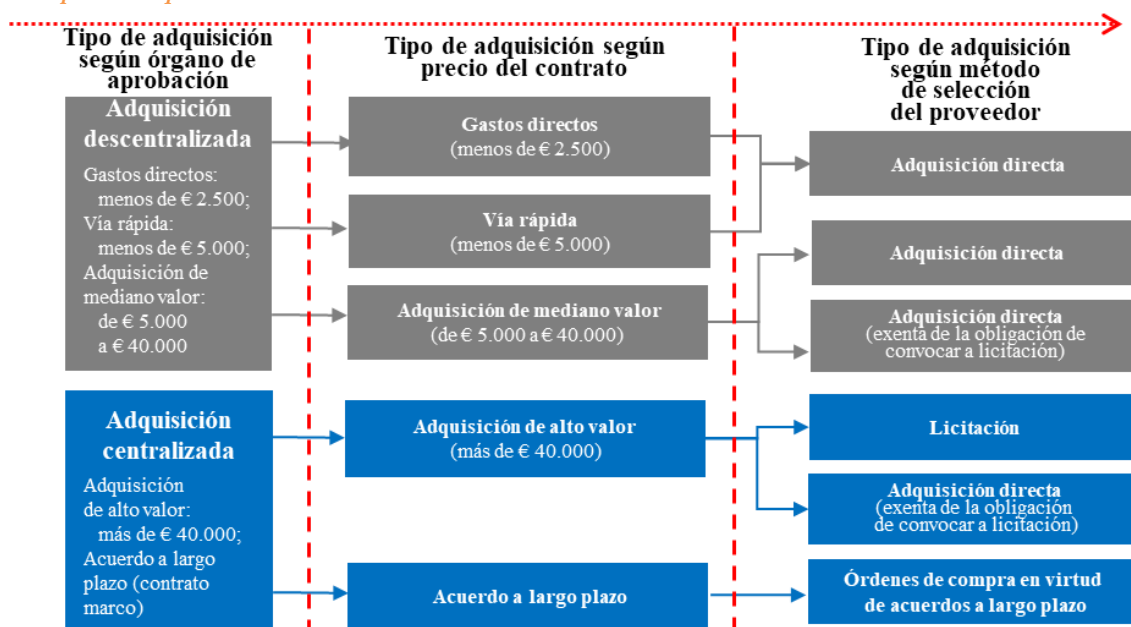 Tipo de adquisición
según órgano de
aprobación
Tipo de adquisición según
precio del contrato
Tipo de adquisición
según método
de selección
del proveedor
Adquisición
descentralizada
Gastos directos:
menos de € 2.500;
Vía rápida:
menos de € 5.000;
Adquisición de
mediano valor:
de € 5.000
a € 40.000
Gastos directos
(menos de € 2.500)
Vía rápida
(menos de € 5.000)
Adquisición de mediano valor
(de € 5.000 a € 40.000)
Adquisición directa
Adquisición directa
Adquisición directa
(exenta de la obligación de
convocar a licitación)
Adquisición
centralizada
Adquisición
de alto valor:
más de € 40.000;
Acuerdo a largo
plazo (contrato
marco)
Adquisición de alto valor
(más de € 40.000)
Acuerdo a largo plazo
Licitación
Adquisición directa
(exenta de la obligación
de convocar a licitación)
Órdenes de compra en virtud
de acuerdos a largo plazo